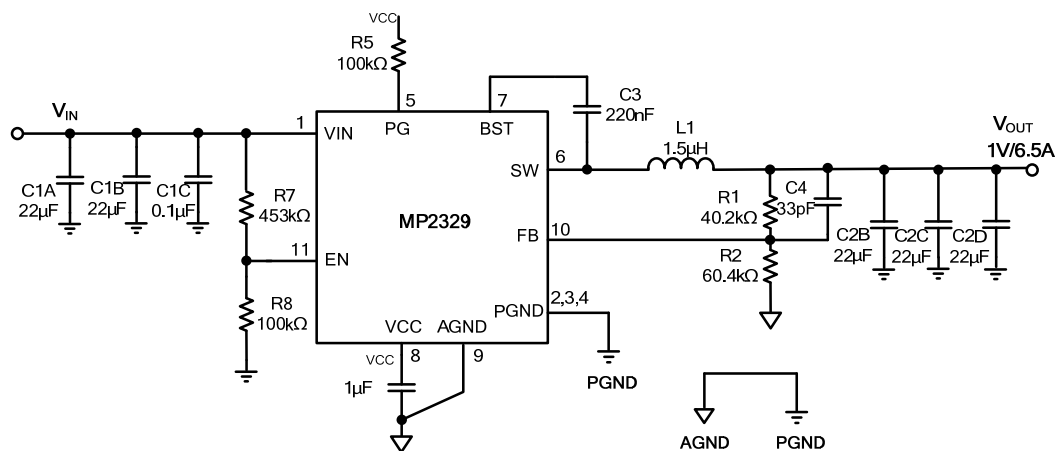 VCC
R5
100kΩ
5
7
C3
220nF
VIN
1
VIN
PG
BST
L1
1.5µH
VOUT
1V/6.5A
6
SW
C1A
22µF
C1B
22µF
C1C
0.1µF
R7
453kΩ
MP2329
R1
40.2kΩ
C4
33pF
FB
10
C2B
22µF
C2C
22µF
C2D
22µF
11
EN
R2
60.4kΩ
R8
100kΩ
2,3,4
PGND
VCC
AGND
VCC
8
9
1µF
PGND
AGND
PGND